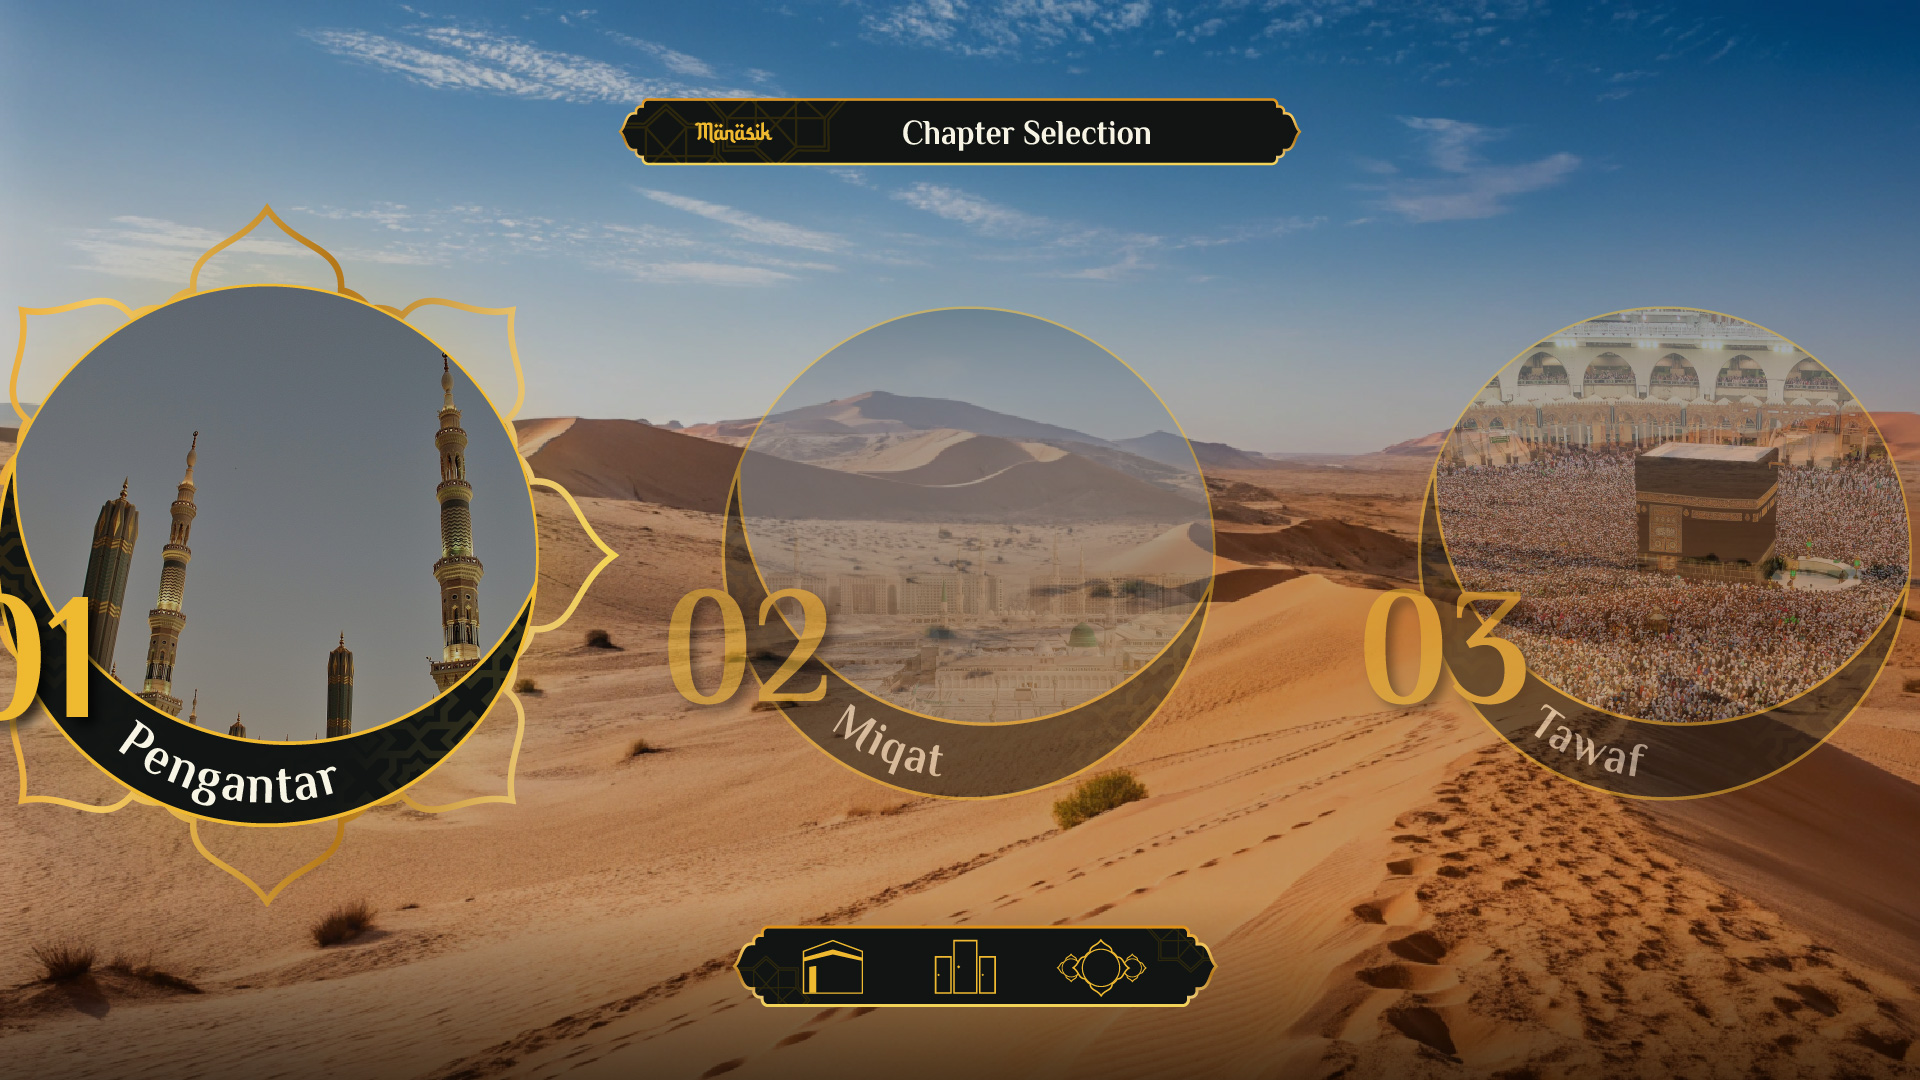 Mänäsik
Chapter Selection
01
Pengantar
02
Miqat
03
Tawaf